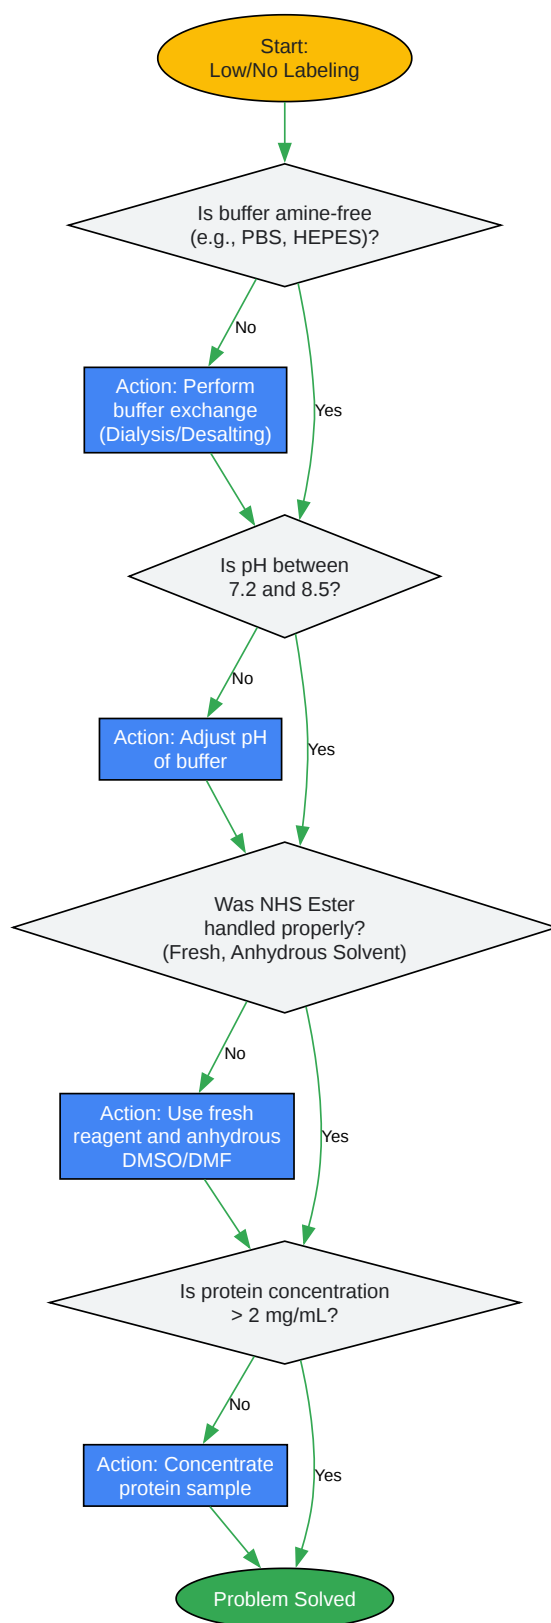 Start:
Low/No Labeling
Is buffer amine-free
(e.g., PBS, HEPES)?
No
Yes
Action: Perform
buffer exchange
(Dialysis/Desalting)
Is pH between
7.2 and 8.5?
No
Yes
Action: Adjust pH
of buffer
Was NHS Ester
handled properly?
(Fresh, Anhydrous Solvent)
No
Yes
Action: Use fresh
reagent and anhydrous
DMSO/DMF
Is protein concentration
> 2 mg/mL?
No
Yes
Action: Concentrate
protein sample
Problem Solved